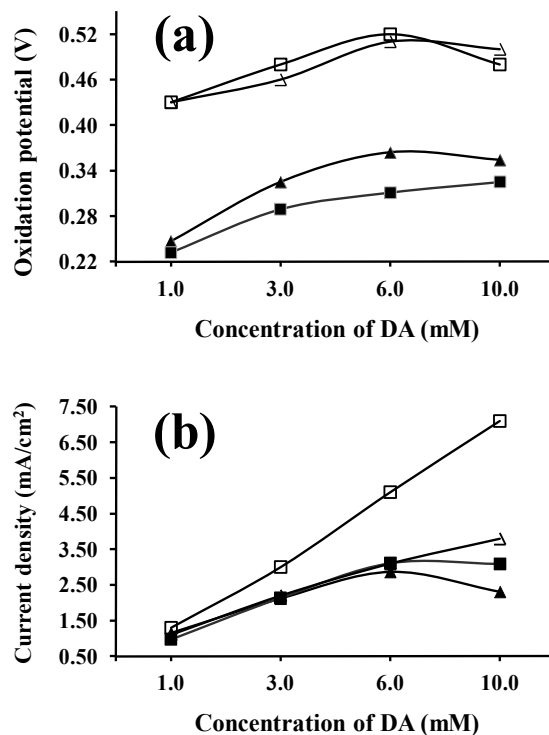 (a)
Oxidation potential (V)
0.52
0.46
0.40
0.34
0.28
0.22
1.0 3.0 6.0 10.0
Concentration of DA (mM)
(b)
Current density (mA/cm²)
7.50
6.50
5.50
4.50
3.50
2.50
1.50
0.50
1.0 3.0 6.0 10.0
Concentration of DA (mM)